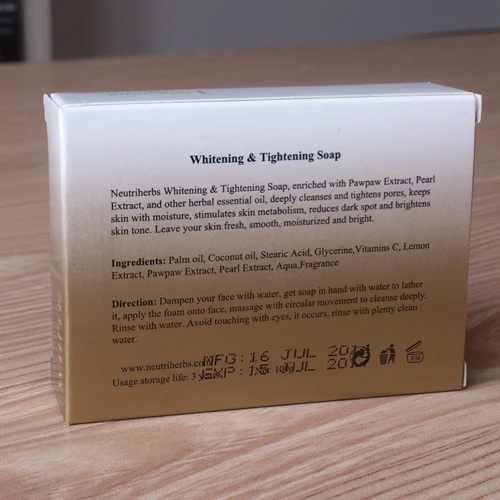 Whitening & Tightening Soap
Neutriherbs Whitening & Tightening Soap, enriched with Pawpaw Extract, Pearl
Extract, and other herbal essential oil, deeply cleanses and tightens pores, keeps
skin with moisture, stimulates skin metabolism, reduces dark spot and brightens
skin tone. Leave your skin fresh, smooth, moisturized and bright.
Ingredients: Palm oil, Coconut oil, Stearic Acid, Glycerine,Vitamins C, Lemon
Extract, Pawpaw Extract, Pearl Extract, Aqua,Fragrance
Direction: Dampen your face with water, get soap in hand with water to lather
it, apply the foam onto face, massage with circular movement to cleanse deeply.
Rinse with water. Avoid touching with eyes, it occurs, rinse with plenty clean
water.
www.neutriherbs.com
MFG: 16 JUL
Usage storage life: 3
EXP: 15 JUL